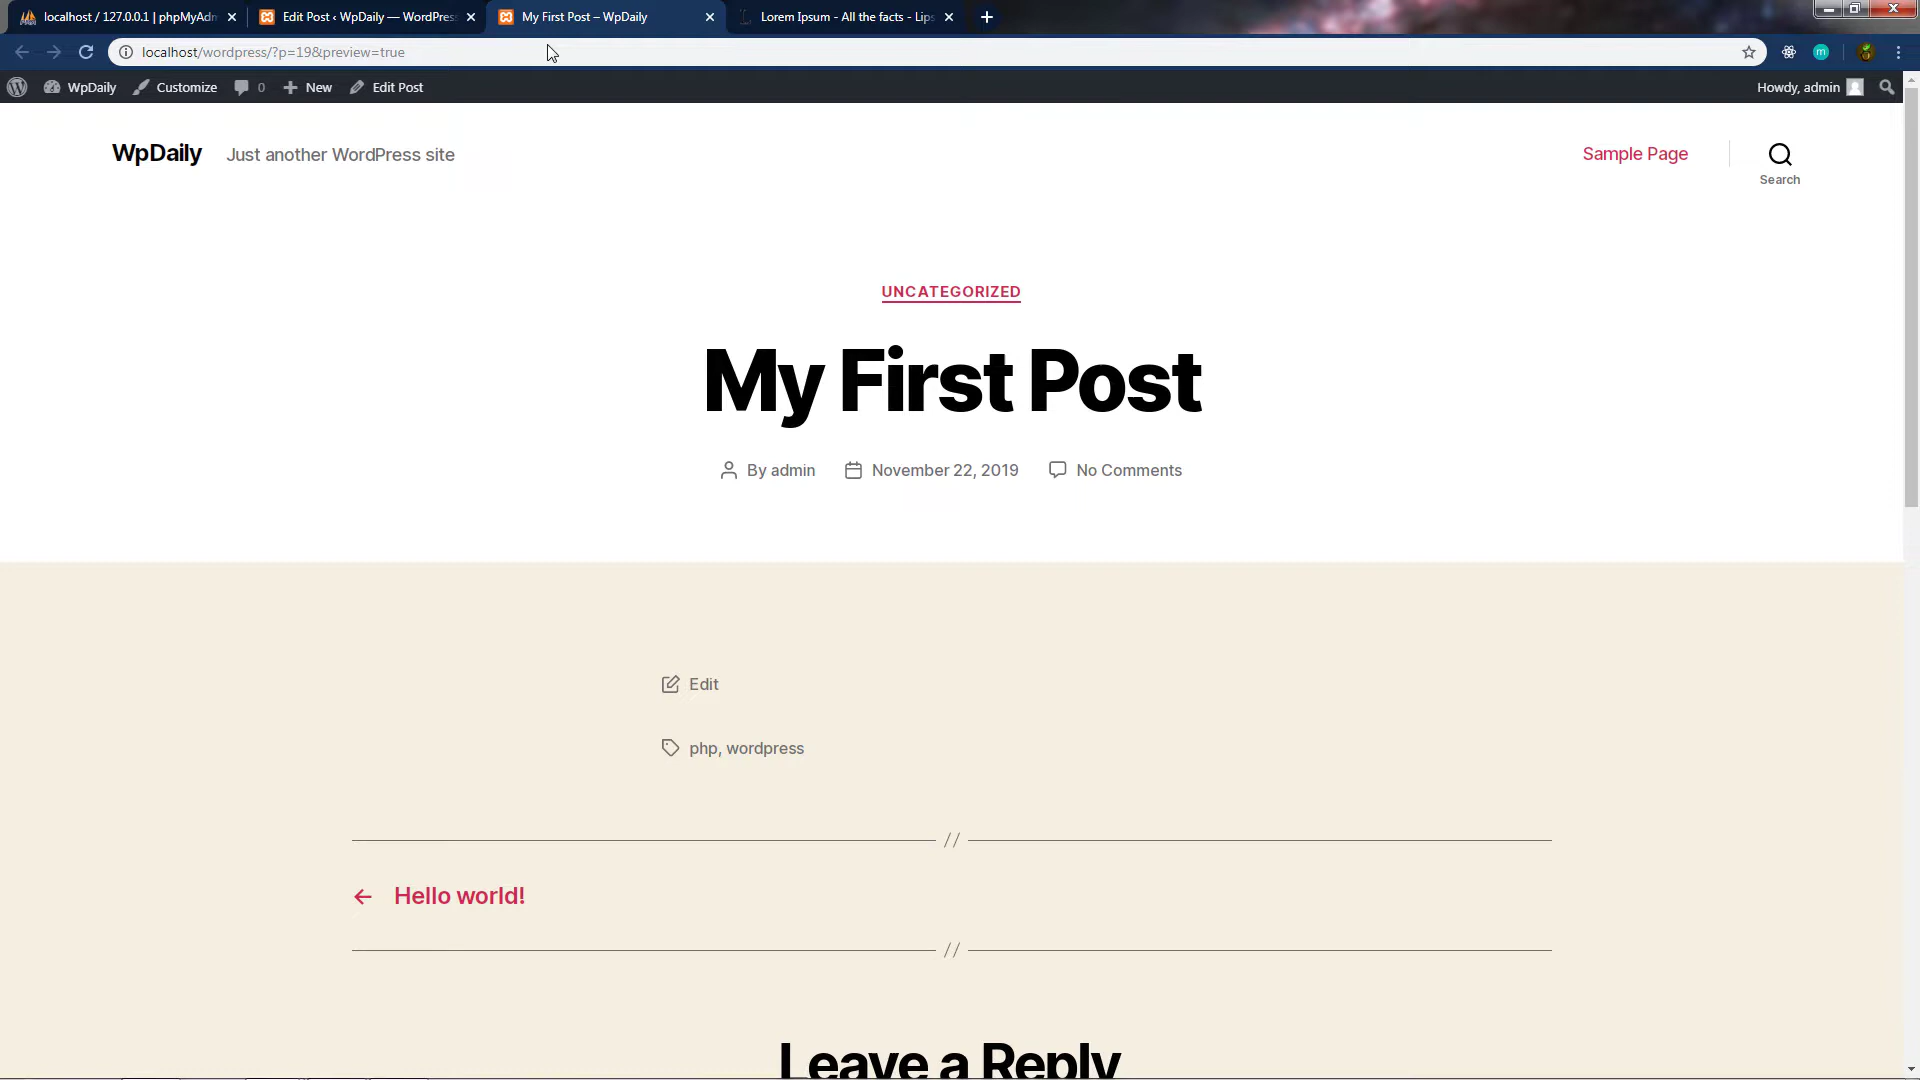 localhost / 127.0.0.1 | phpMyAdm
Edit Post ‹ WpDaily — WordPress
My First Post – WpDaily
Lorem Ipsum - All the facts - Lips
localhost/wordpress/?p=19&preview=true
WpDaily
Customize
0
New
Edit Post
Howdy, admin
WpDaily
Just another WordPress site
Sample Page
Search
UNCATEGORIZED
My First Post
By admin
November 22, 2019
No Comments
Edit
php, wordpress
//
← Hello world!
//
Leave a Reply